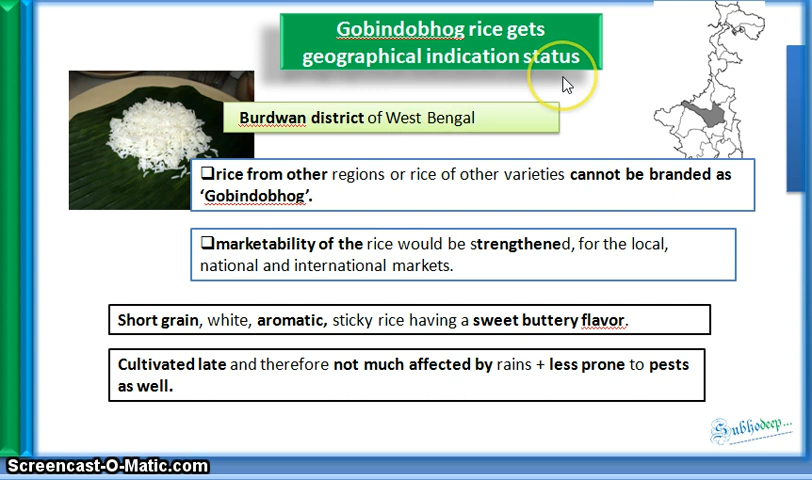 Gobindobhog rice gets
geographical indication status
Burdwan district of West Bengal
❑rice from other regions or rice of other varieties cannot be branded as
‘Gobindobhog’.
❑marketability of the rice would be strengthened, for the local,
national and international markets.
Short grain, white, aromatic, sticky rice having a sweet buttery flavor.
Cultivated late and therefore not much affected by rains + less prone to pests
as well.
Subhodeep...
Screencast-O-Matic.com